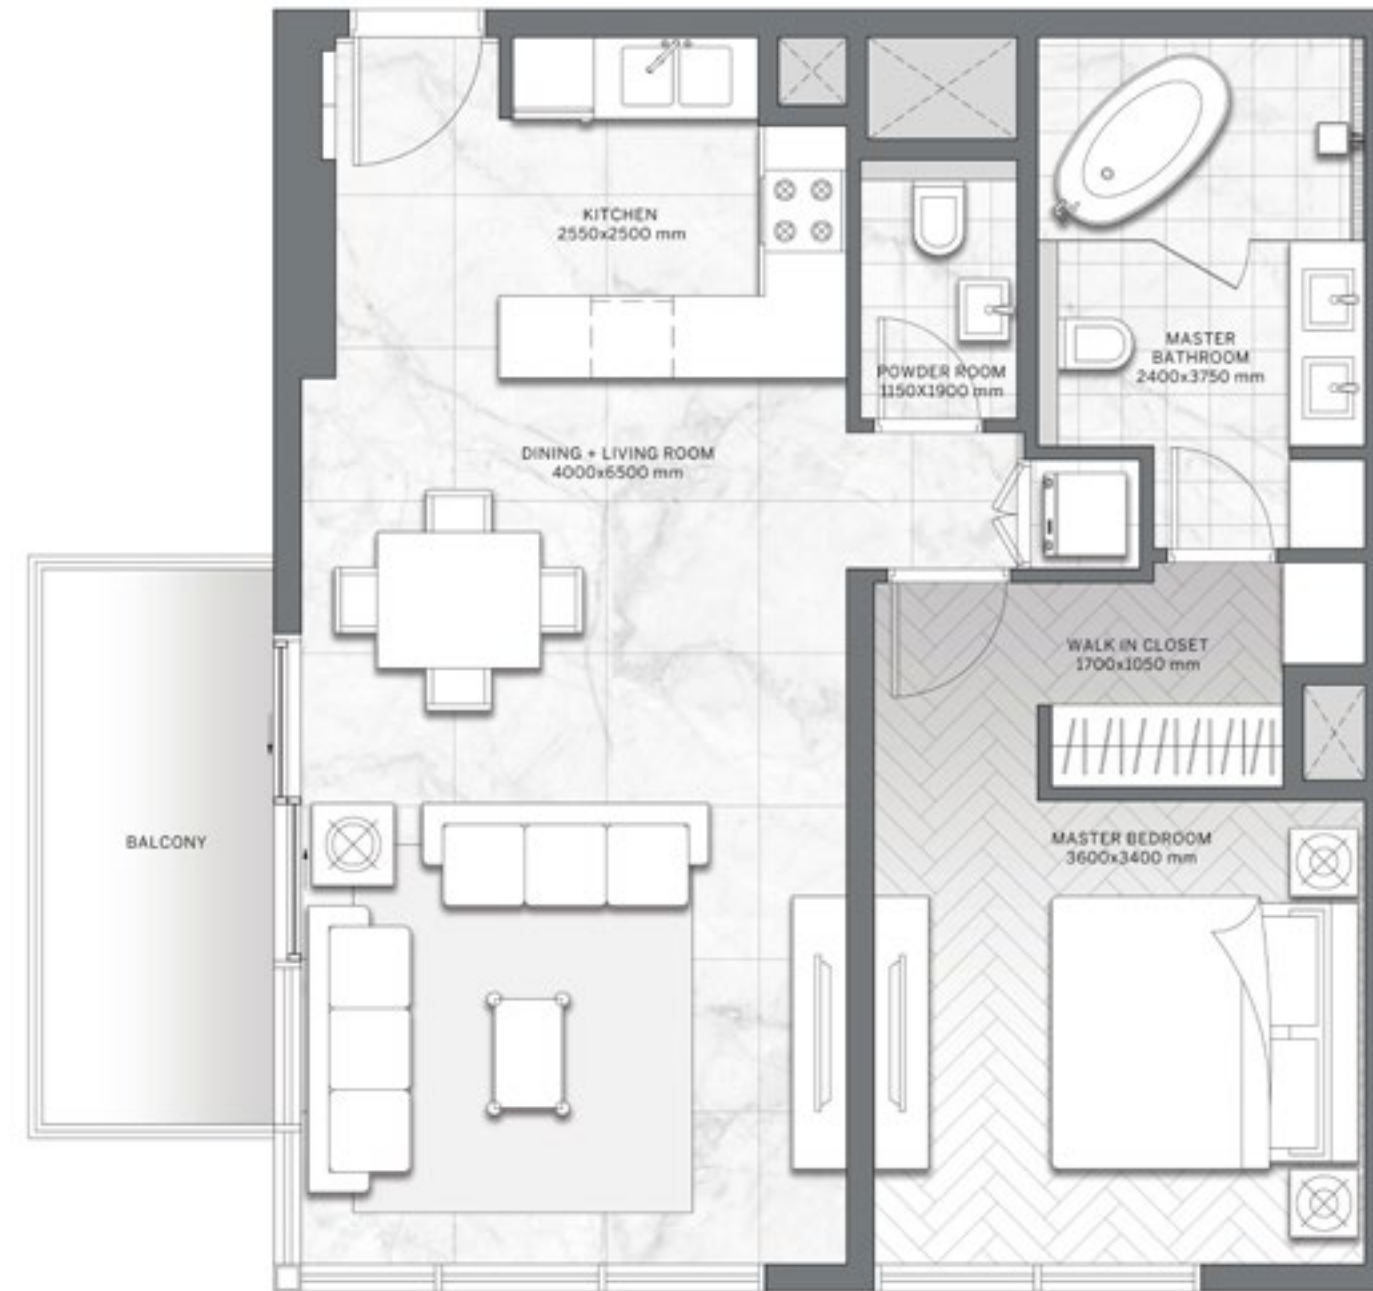 KITCHEN
2550x2500 mm
MASTER
BATHROOM
2400x3750 mm
POWDER ROOM
1150X1900 mm
DINING + LIVING ROOM
4000x6500 mm
WALK IN CLOSET
1700x1050 mm
BALCONY
MASTER BEDROOM
3600x3400 mm